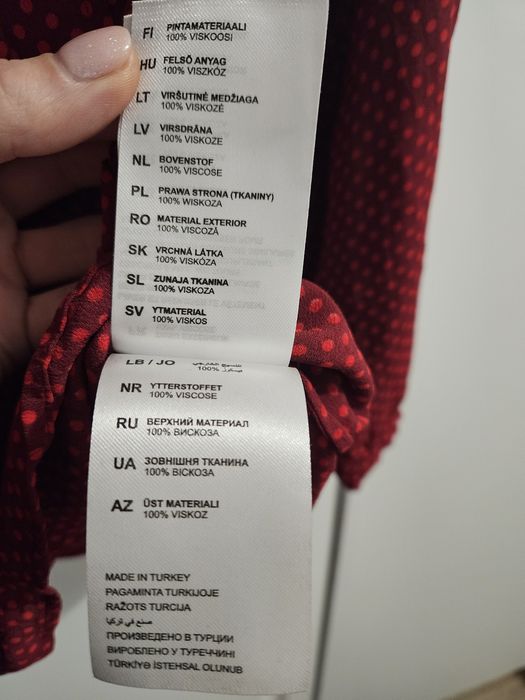 FI PINTAMATERIAALI
100% VISKOOSI
HU FELSŐ ANYAG
100% VISZKÓZ
LT VIRŠUTINĖ MEDŽIAGA
100% VISKOZĖ
LV VIRSDRĀNA
100% VISKOZE
NL BOVENSTOF
100% VISCOSE
PL PRAWA STRONA (TKANINY)
100% WISKOZA
RO MATERIAL EXTERIOR
100% VISCOZĂ
SK VRCHNÁ LÁTKA
100% VISKÓZA
SL ZUNAJA TKANINA
100% VISKOZA
SV YTMATERIAL
100% VISKOS
LB / JO
100%
NR YTTERSTOFFET
100% VISCOSE
RU ВЕРХНИЙ МАТЕРИАЛ
100% ВИСКОЗА
UA ЗОВНІШНЯ ТКАНИНА
100% ВІСКОЗА
AZ ÜST MATERIALI
100% VISKOZ
MADE IN TURKEY
PAGAMINTA TURKIJOJE
RAŽOTS TURCIJA
صنع في تركيا
ПРОИЗВЕДЕНО В ТУРЦИИ
ВИРОБЛЕНО У ТУРЕЧЧИНІ
TÜRKİYƏ İSTEHSAL OLUNUB